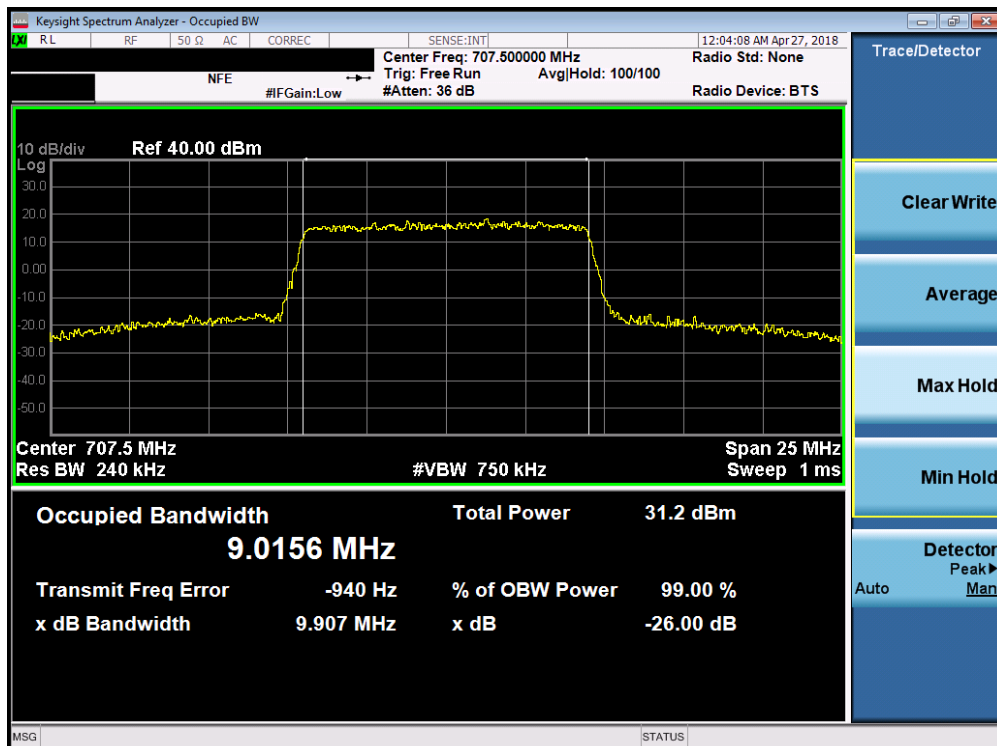 Keysight Spectrum Analyzer - Occupied BW
LXI RL RF 50 Ω AC CORREC SENSE:INT 12:04:08 AM Apr 27, 2018
Center Freq: 707.500000 MHz Radio Std: None
NFE Trig: Free Run Avg|Hold: 100/100
#IFGain:Low #Atten: 36 dB Radio Device: BTS
Trace/Detector
10 dB/div Ref 40.00 dBm
Log
30.0
20.0
10.0
0.00
-10.0
-20.0
-30.0
-40.0
-50.0
Center 707.5 MHz Span 25 MHz
Res BW 240 kHz #VBW 750 kHz Sweep 1 ms
Occupied Bandwidth Total Power 31.2 dBm
9.0156 MHz
Transmit Freq Error -940 Hz % of OBW Power 99.00 %
x dB Bandwidth 9.907 MHz x dB -26.00 dB
Clear Write
Average
Max Hold
Min Hold
Detector
Peak▶
Auto Man
MSG STATUS